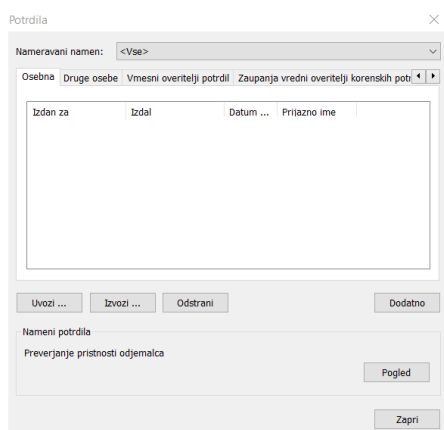 Potrdila
Nameravani namen: <Vse>
Osebna Druge osebe Vmesni overitelji potrdil Zaupanja vredni overitelji korenskih potr
Izdan za Izdal Datum ... Prijazno ime
Uvozi ... Izvozi ... Odstrani Dodatno
Nameni potrdila
Preverjanje pristnosti odjemalca
Pogled
Zapri